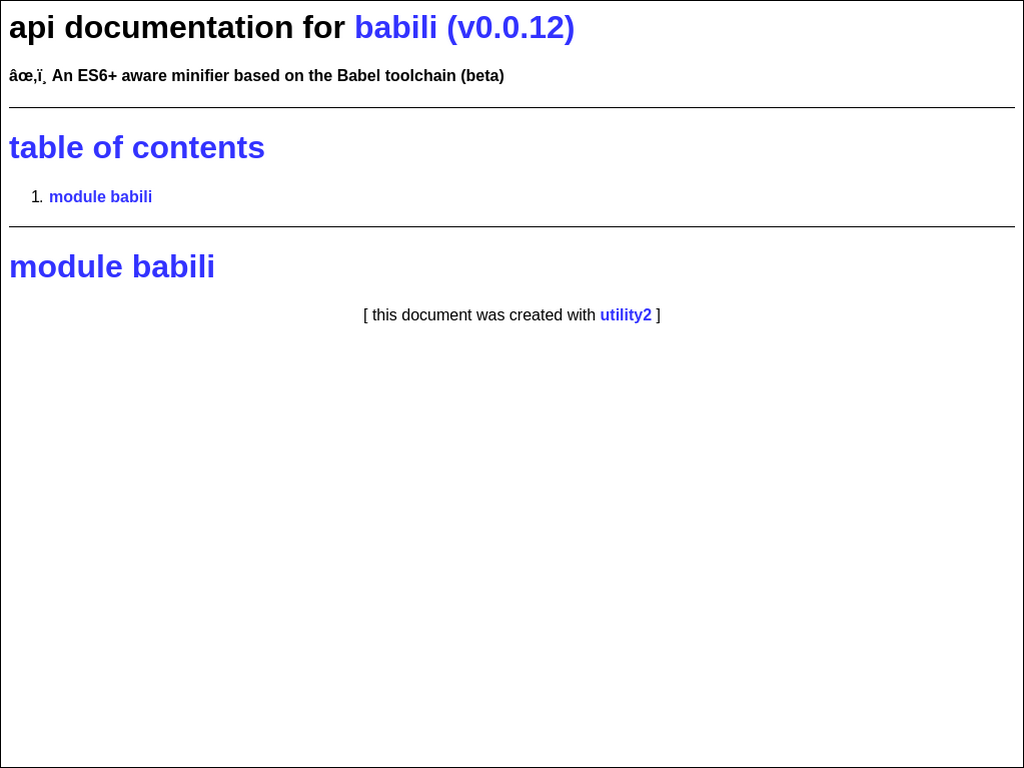 api documentation for babili (v0.0.12)
âœ‚ï¸ An ES6+ aware minifier based on the Babel toolchain (beta)
table of contents
1. module babili
module babili
[ this document was created with utility2 ]